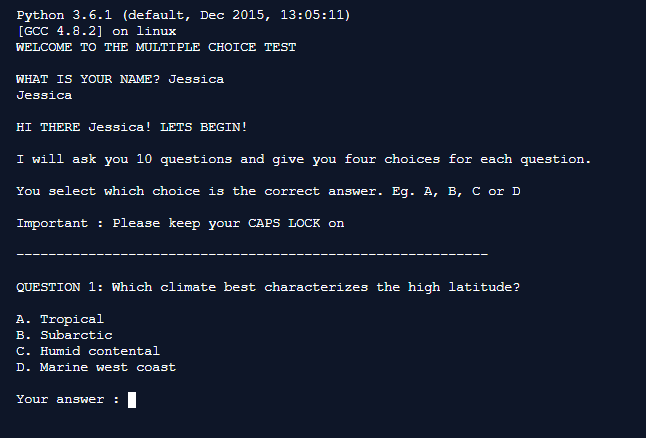 Python 3.6.1 (default, Dec 2015, 13:05:11)
[GCC 4.8.2] on linux
WELCOME TO THE MULTIPLE CHOICE TEST
WHAT IS YOUR NAME? Jessica
Jessica
HI THERE Jessica! LETS BEGIN!
I will ask you 10 questions and give you four choices for each question.
You select which choice is the correct answer. Eg. A, B, C or D
Important : Please keep your CAPS LOCK on
-----------------------------------------------------------
QUESTION 1: Which climate best characterizes the high latitude?
A. Tropical
B. Subarctic
C. Humid contental
D. Marine west coast
Your answer :